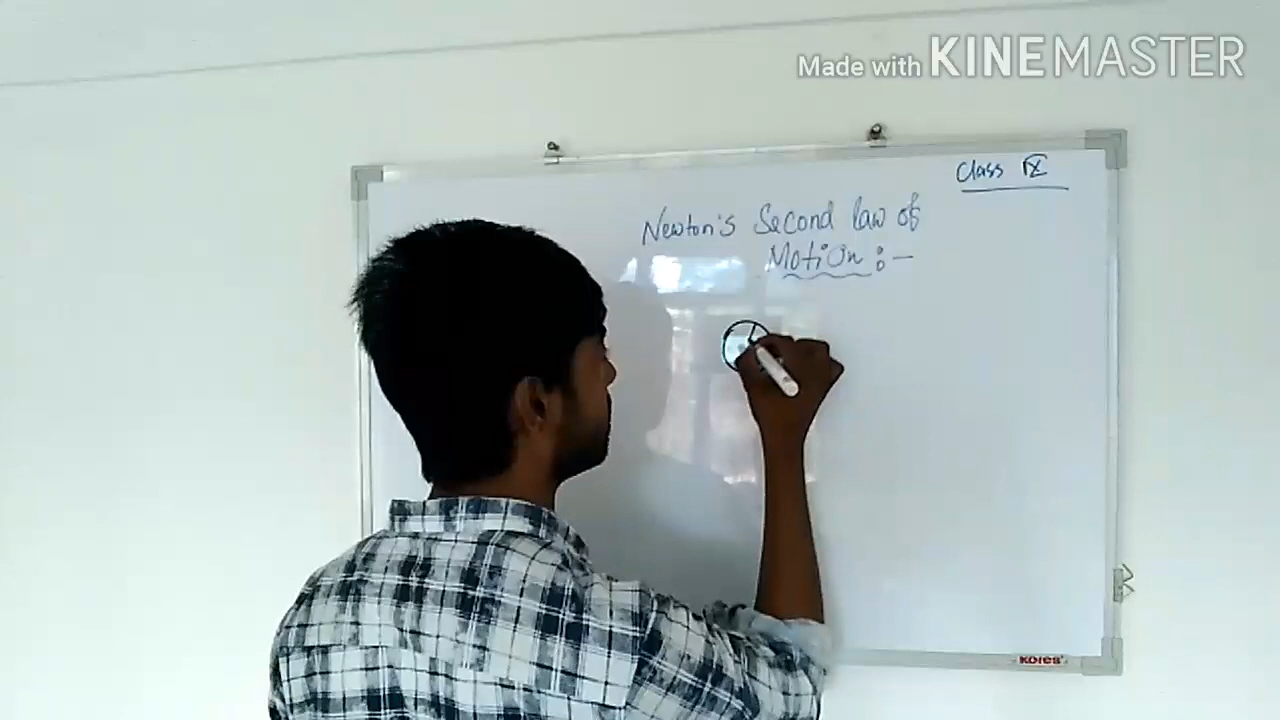 Made with KINEMASTER
Class IX
Newton's Second law of
Motion :-
KOReS